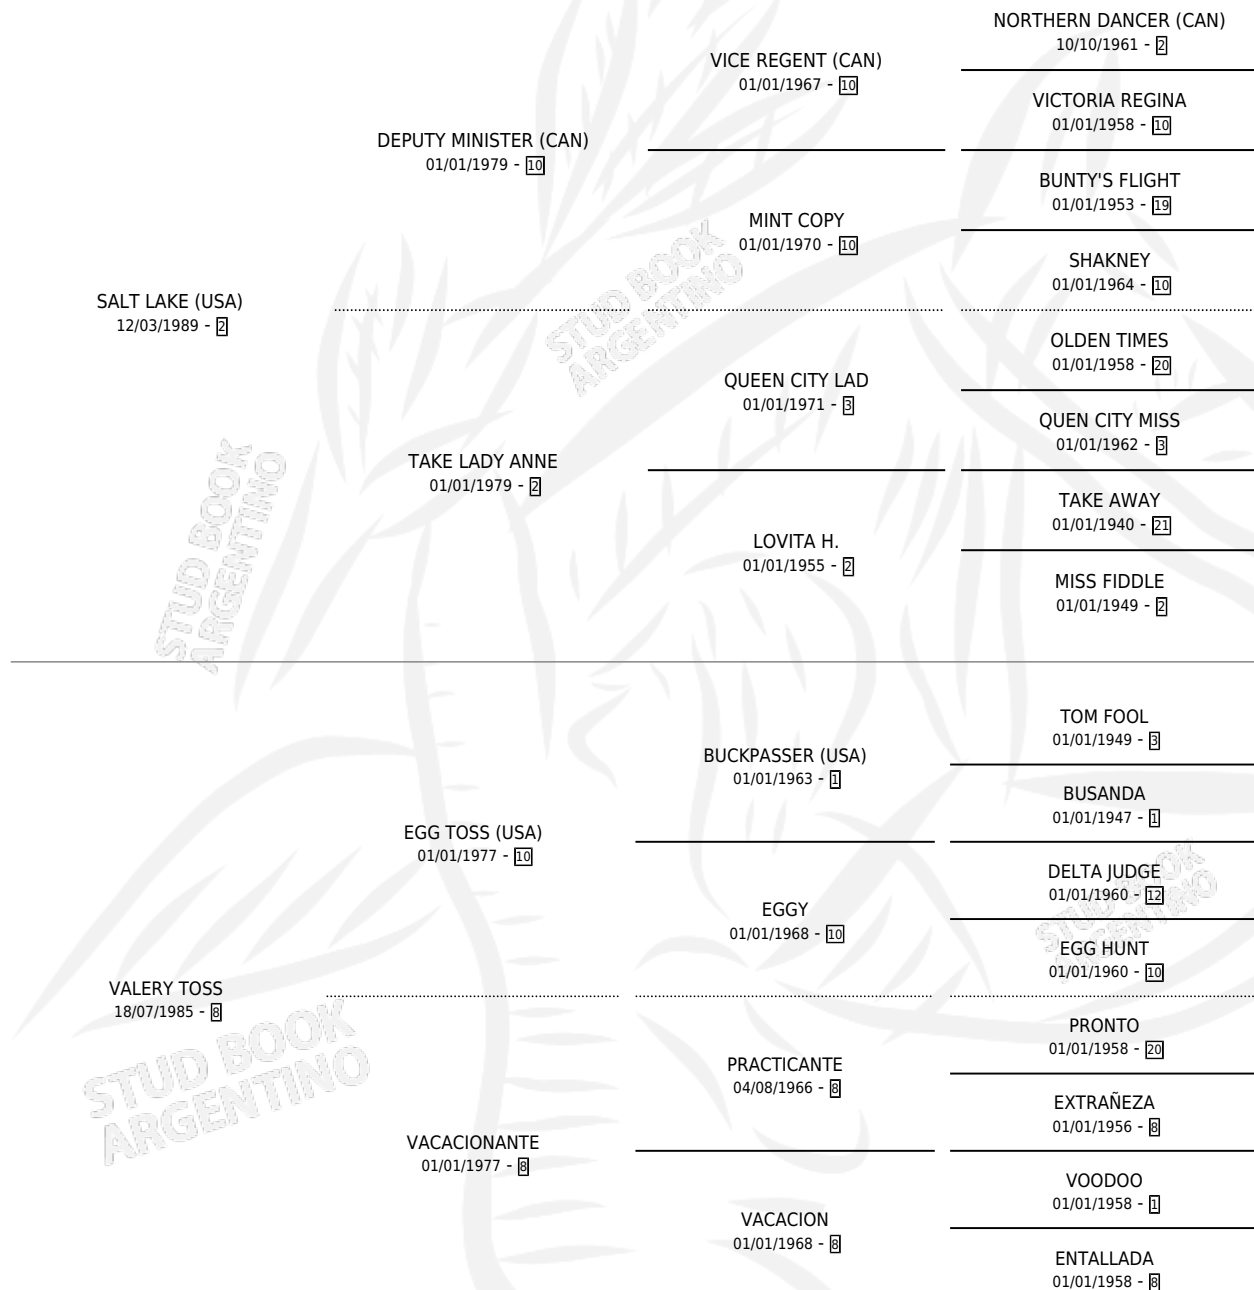 NORTHERN DANCER (CAN)
10/10/1961 - 2
VICE REGENT (CAN)
01/01/1967 - 10
VICTORIA REGINA
01/01/1958 - 10
DEPUTY MINISTER (CAN)
01/01/1979 - 10
BUNTY'S FLIGHT
01/01/1953 - 19
MINT COPY
01/01/1970 - 10
SHAKNEY
01/01/1964 - 10
SALT LAKE (USA)
12/03/1989 - 2
OLDEN TIMES
01/01/1958 - 20
QUEEN CITY LAD
01/01/1971 - 3
QUEN CITY MISS
01/01/1962 - 3
TAKE LADY ANNE
01/01/1979 - 2
TAKE AWAY
01/01/1940 - 21
LOVITA H.
01/01/1955 - 2
MISS FIDDLE
01/01/1949 - 2
TOM FOOL
01/01/1949 - 3
BUCKPASSER (USA)
01/01/1963 - 1
BUSANDA
01/01/1947 - 1
EGG TOSS (USA)
01/01/1977 - 10
DELTA JUDGE
01/01/1960 - 12
EGGY
01/01/1968 - 10
EGG HUNT
01/01/1960 - 10
VALERY TOSS
18/07/1985 - 8
PRONTO
01/01/1958 - 20
PRACTICANTE
04/08/1966 - 8
EXTRAÑEZA
01/01/1956 - 8
VACACIONANTE
01/01/1977 - 8
VOODOO
01/01/1958 - 1
VACACION
01/01/1968 - 8
ENTALLADA
01/01/1958 - 8
STUD BOOK
ARGENTINO
STUD BOOK
ARGENTINO
STUD BOOK
ARGENTINO
STUD BOOK
ARGENTINO